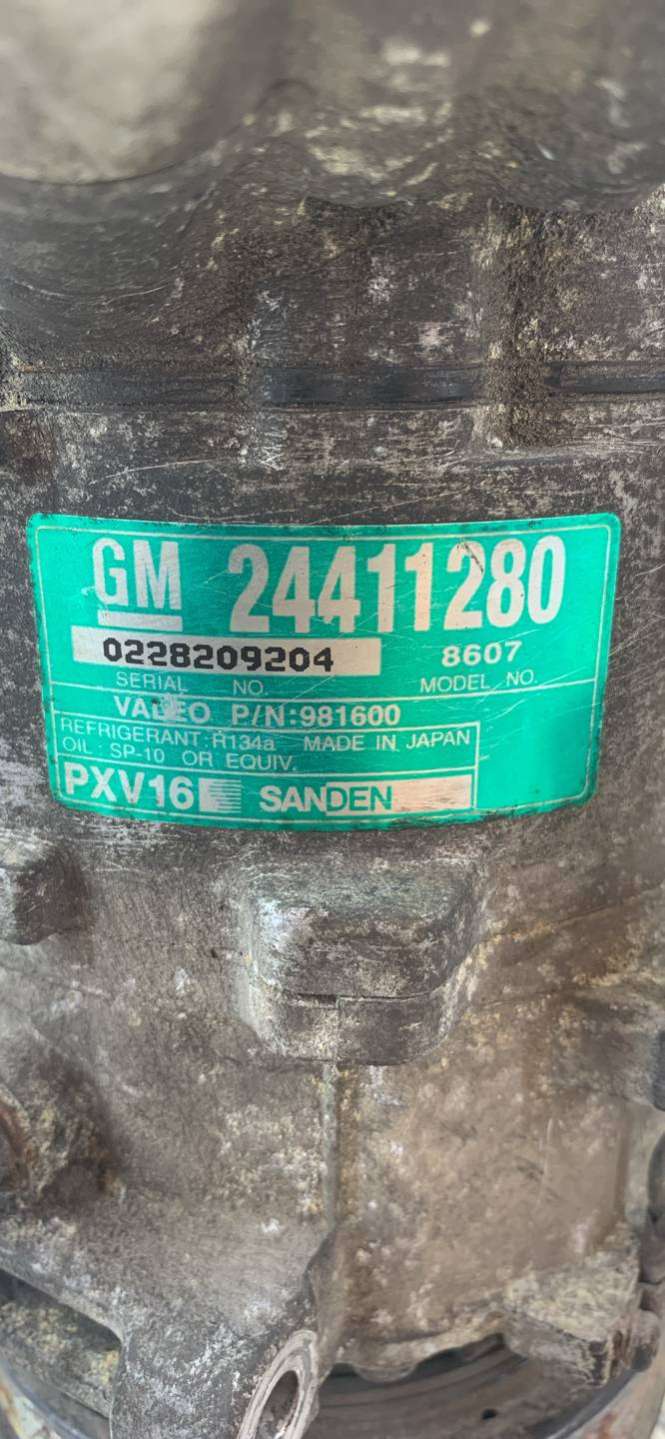 GM 24411280
0228209204 8607
SERIAL NO. MODEL NO.
VALEO P/N:981600
REFRIGERANT: R134a MADE IN JAPAN
OIL: SP-10 OR EQUIV.
PXV16 SANDEN